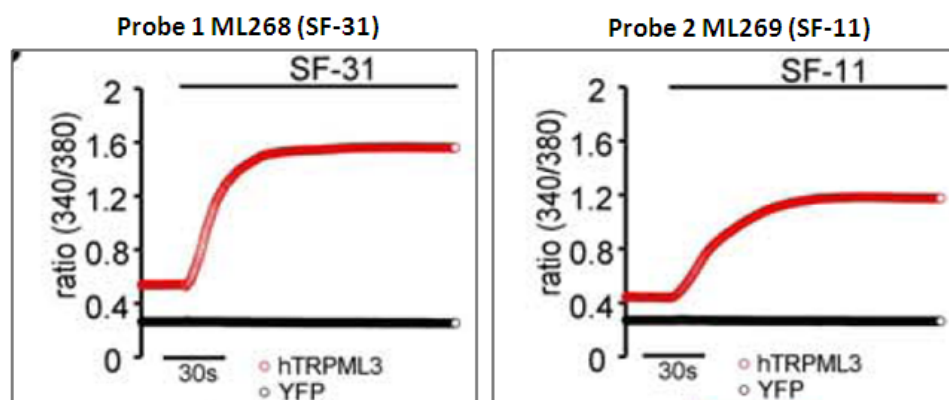 Probe 1 ML268 (SF-31)
SF-31
ratio (340/380)
2
1.6
1.2
0.8
0.4
0
30s
hTRPML3
YFP
Probe 2 ML269 (SF-11)
SF-11
ratio (340/380)
2
1.6
1.2
0.8
0.4
0
30s
hTRPML3
YFP